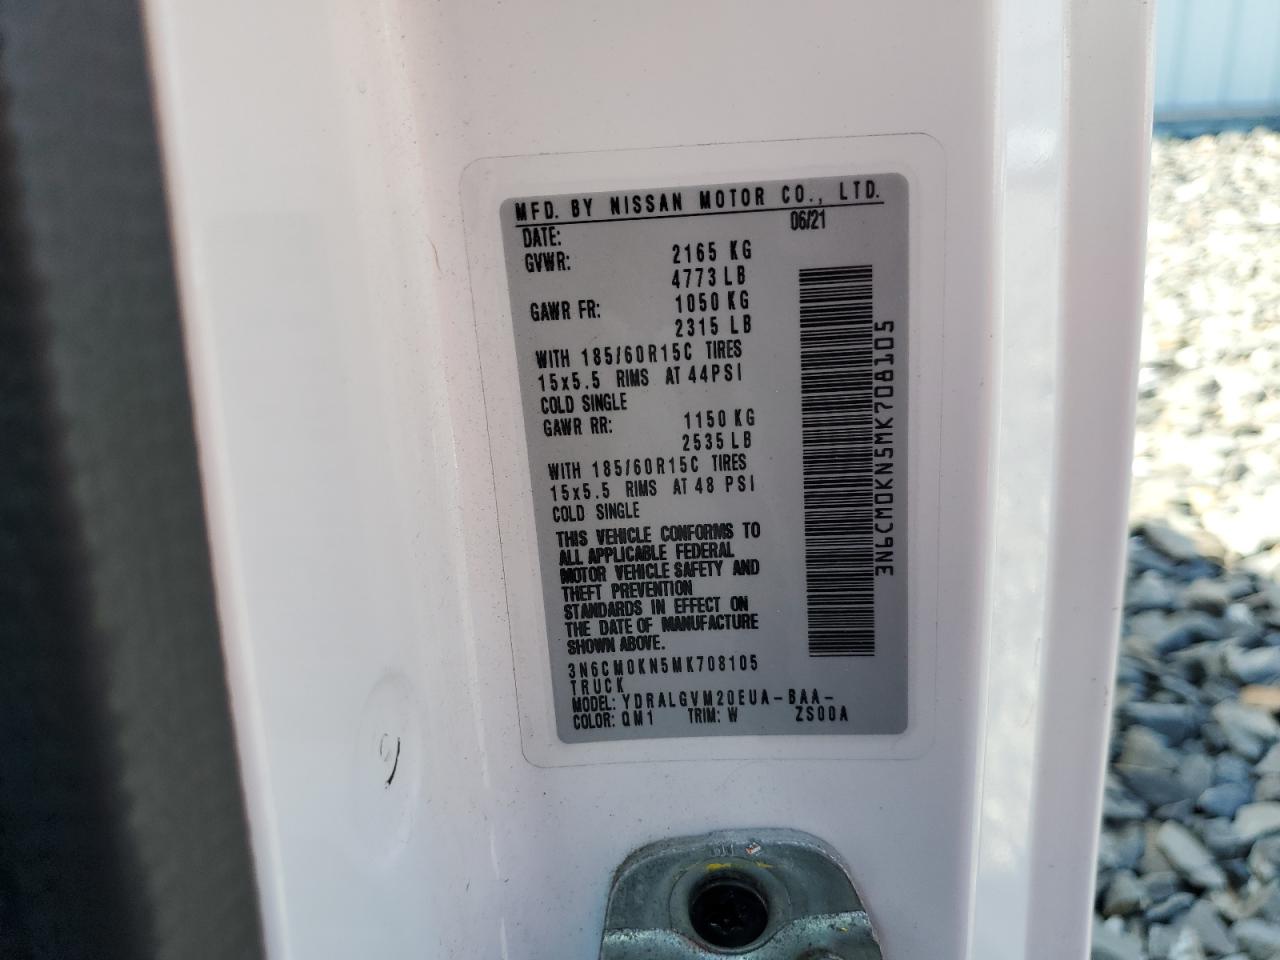 MFD. BY NISSAN MOTOR CO., LTD.
DATE: 06/21
GVWR: 2165 KG
4773 LB
GAWR FR: 1050 KG
2315 LB
WITH 185/60R15C TIRES
15x5.5 RIMS AT 44PSI
COLD SINGLE
GAWR RR: 1150 KG
2535 LB
WITH 185/60R15C TIRES
15x5.5 RIMS AT 48 PSI
COLD SINGLE
THIS VEHICLE CONFORMS TO
ALL APPLICABLE FEDERAL
MOTOR VEHICLE SAFETY AND
THEFT PREVENTION
STANDARDS IN EFFECT ON
THE DATE OF MANUFACTURE
SHOWN ABOVE.
3N6CM0KN5MK708105
TRUCK
MODEL: YDRALGVM20EUA-BAA-
COLOR: QM1 TRIM: W ZS00A
3N6CM0KN5MK708105